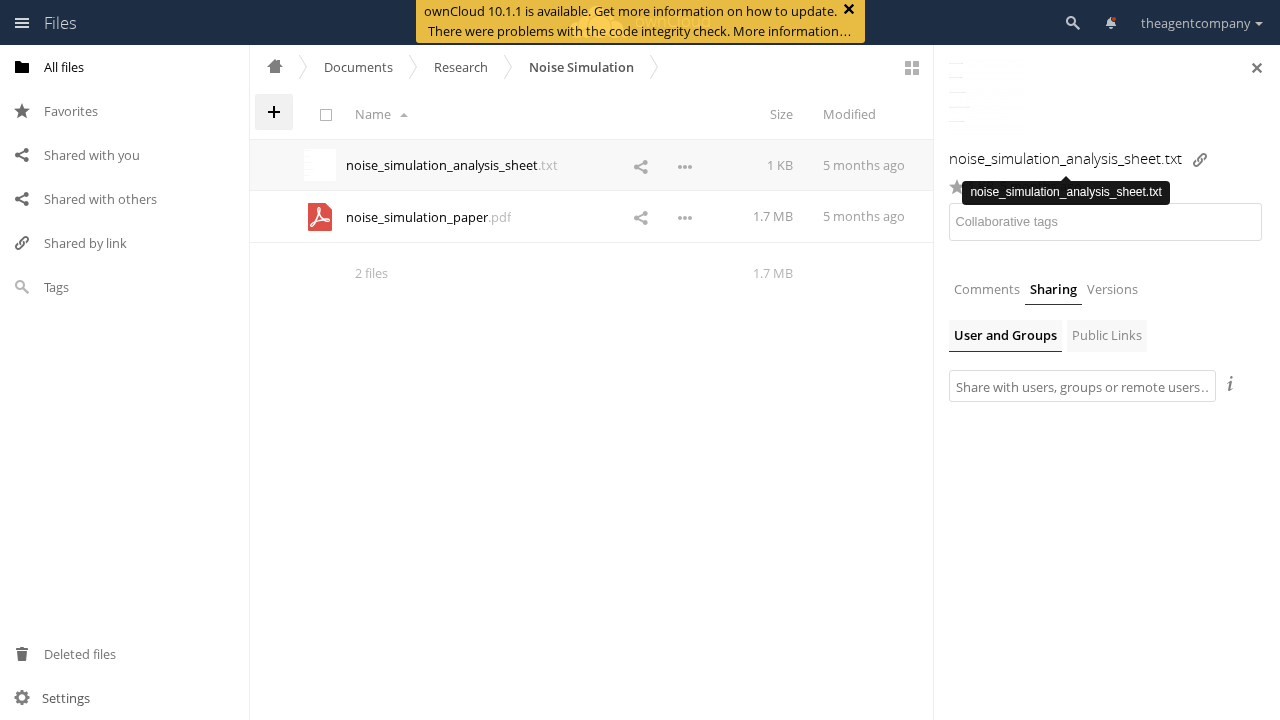 Files
ownCloud 10.1.1 is available. Get more information on how to update.
There were problems with the code integrity check. More information…
theagentcompany
All files
Favorites
Shared with you
Shared with others
Shared by link
Tags
Deleted files
Settings
Documents
Research
Noise Simulation
Name
Size
Modified
noise_simulation_analysis_sheet.txt
1 KB
5 months ago
noise_simulation_paper.pdf
1.7 MB
5 months ago
2 files
1.7 MB
noise_simulation_analysis_sheet.txt
noise_simulation_analysis_sheet.txt
Collaborative tags
Comments
Sharing
Versions
User and Groups
Public Links
Share with users, groups or remote users…